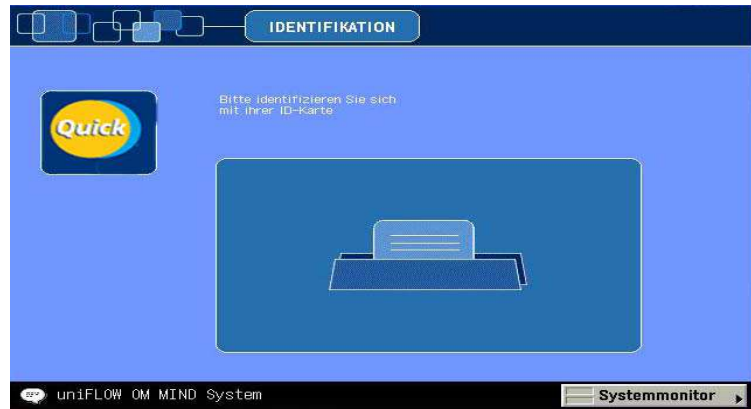 IDENTIFIKATION
Quick
Bitte identifizieren Sie sich
mit ihrer ID-Karte
uniFLOW OM MIND System
Systemmonitor